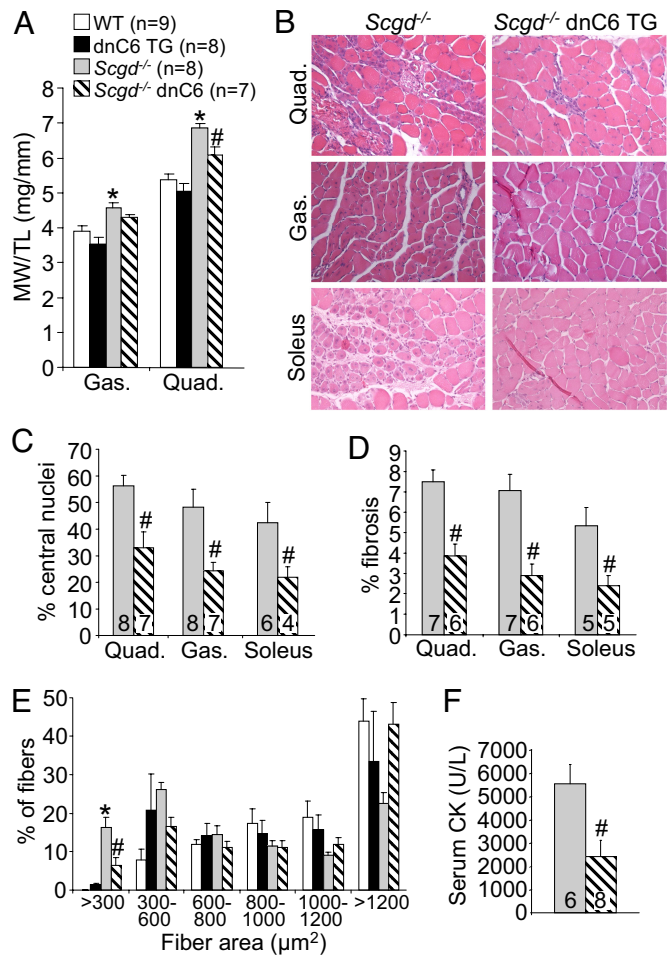 A
WT (n=9)
dnC6 TG (n=8)
Scgd-/- (n=8)
Scgd-/- dnC6 (n=7)
MW/TL (mg/mm)
8
7
6
5
4
3
2
1
0
*
*
#
Gas.
Quad.
B
Scgd-/-
Scgd-/- dnC6 TG
Quad.
Gas.
Soleus
C
% central nuclei
70
60
50
40
30
20
10
0
#
#
#
8 7 8 7 6 4
Quad. Gas. Soleus
D
% fibrosis
9
8
7
6
5
4
3
2
1
0
#
#
#
7 6 7 6 5 5
Quad. Gas. Soleus
E
% of fibers
50
40
30
20
10
0
*
#
>300 300-600 600-800 800-1000 1000-1200 >1200
Fiber area (µm²)
F
Serum CK (U/L)
7000
6000
5000
4000
3000
2000
1000
0
#
6 8